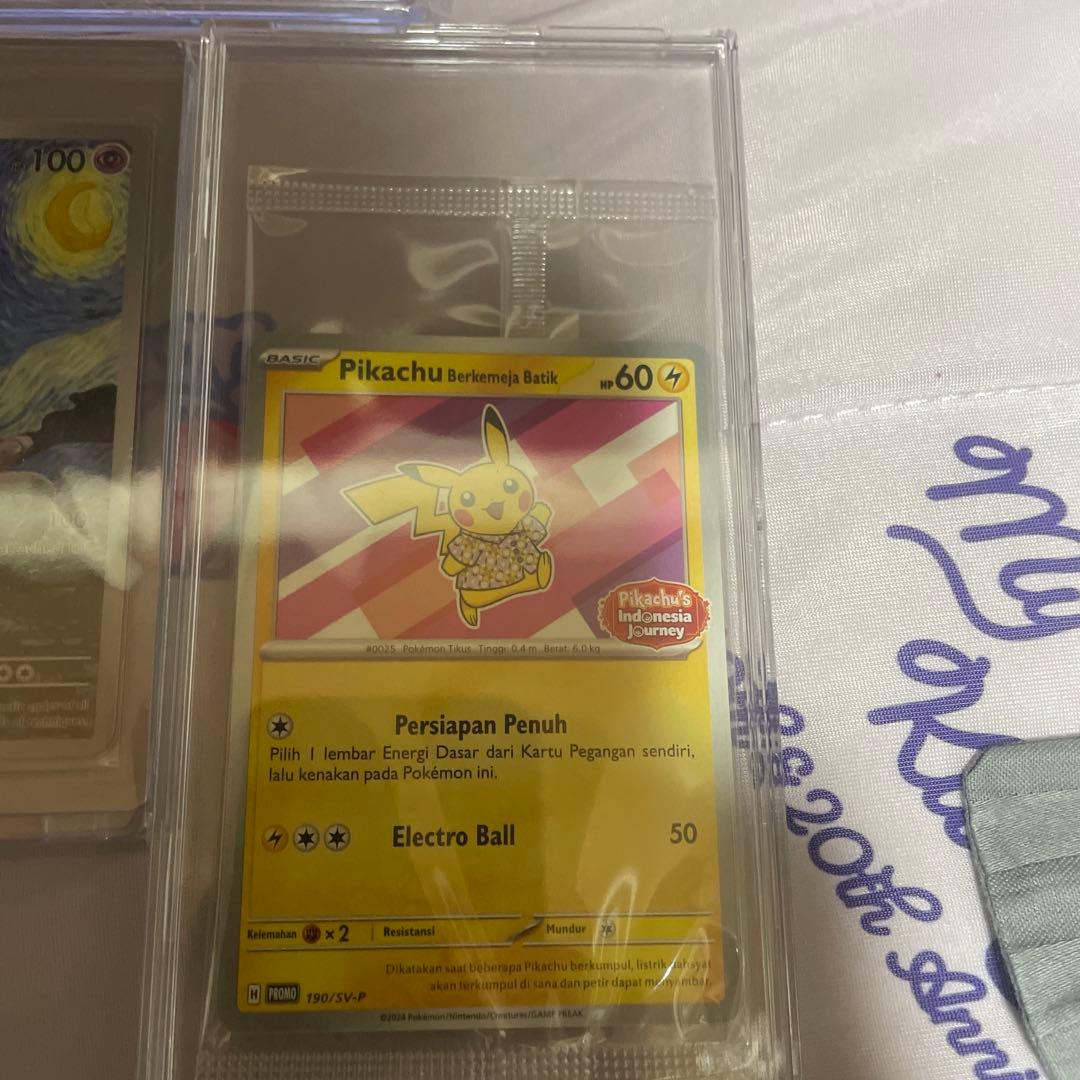 100
BASIC
Pikachu Berkemeja Batik HP 60
Pikachu's
Indonesia
Journey
#0025 Pokémon Tikus Tinggi: 0.4 m Berat: 6.0 kg
Persiapan Penuh
Pilih 1 lembar Energi Dasar dari Kartu Pegangan sendiri,
lalu kenakan pada Pokémon ini.
Electro Ball 50
Kelemahan ×2 Resistansi Mundur
Dikatakan saat beberapa Pikachu berkumpul, listrik dahsyat
akan terkumpul di sana dan petir dapat menyambar.
H PROMO 190/SV-P
©2024 Pokémon/Nintendo/Creatures/GAME FREAK
my
20th